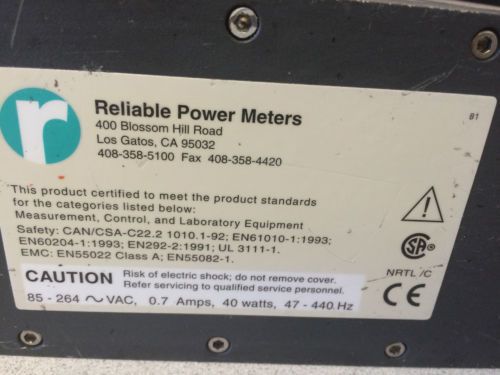 r
Reliable Power Meters
400 Blossom Hill Road
Los Gatos, CA 95032
408-358-5100 Fax 408-358-4420
B1
This product certified to meet the product standards
for the categories listed below:
Measurement, Control, and Laboratory Equipment
Safety: CAN/CSA-C22.2 1010.1-92; EN61010-1:1993;
EN60204-1:1993; EN292-2:1991; UL 3111-1.
EMC: EN55022 Class A; EN55082-1.
SA
NRTL/C
CE
CAUTION Risk of electric shock; do not remove cover.
Refer servicing to qualified service personnel.
85 - 264 ~ VAC, 0.7 Amps, 40 watts, 47 - 440 Hz